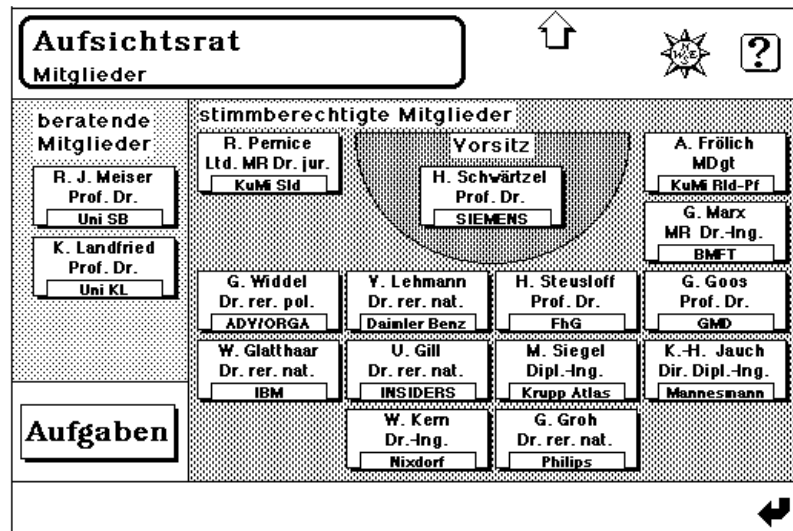 Aufsichtsrat
Mitglieder
N
W E
S
?
beratende
Mitglieder
R. J. Meiser
Prof. Dr.
Uni SB
K. Landfried
Prof. Dr.
Uni KL
Aufgaben
stimmberechtigte Mitglieder
R. Pernice
Ltd. MR Dr. jur.
KuMi Sld
Vorsitz
H. Schwärtzel
Prof. Dr.
SIEMENS
A. Frölich
MDgt
KuMi Rld-Pf
G. Marx
MR Dr.-Ing.
BMFT
G. Widdel
Dr. rer. pol.
ADV/ORGA
V. Lehmann
Dr. rer. nat.
Daimler Benz
H. Steusloff
Prof. Dr.
FhG
G. Goos
Prof. Dr.
GMD
W. Glatthaar
Dr. rer. nat.
IBM
U. Gill
Dr. rer. nat.
INSIDERS
M. Siegel
Dipl.-Ing.
Krupp Atlas
K.-H. Jauch
Dir. Dipl.-Ing.
Mannesmann
W. Kern
Dr.-Ing.
Nixdorf
G. Groh
Dr. rer. nat.
Philips